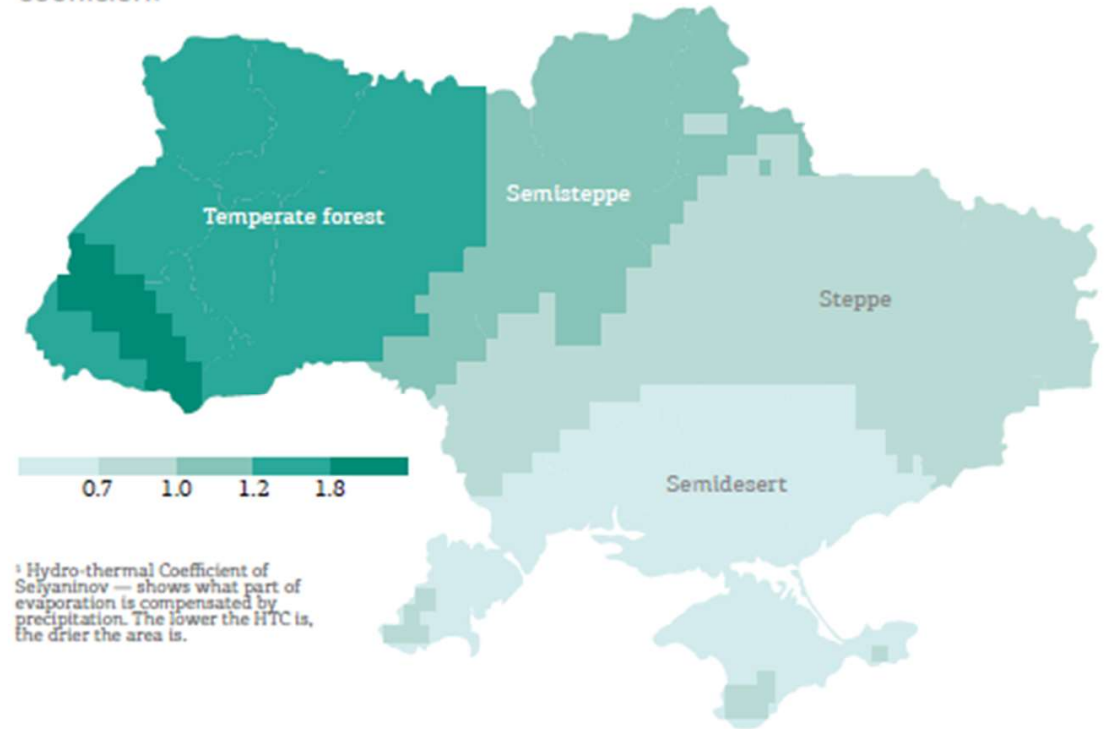 Semisteppe
Temperate forest
Steppe
Semidesert
0.7 1.0 1.2 1.8
¹ Hydro-thermal Coefficient of
Selyaninov — shows what part of
evaporation is compensated by
precipitation. The lower the HTC is,
the drier the area is.